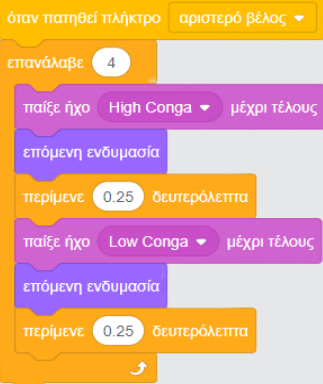 όταν πατηθεί πλήκτρο αριστερό βέλος
επανάλαβε 4
παίξε ήχο High Conga μέχρι τέλους
επόμενη ενδυμασία
περίμενε 0.25 δευτερόλεπτα
παίξε ήχο Low Conga μέχρι τέλους
επόμενη ενδυμασία
περίμενε 0.25 δευτερόλεπτα